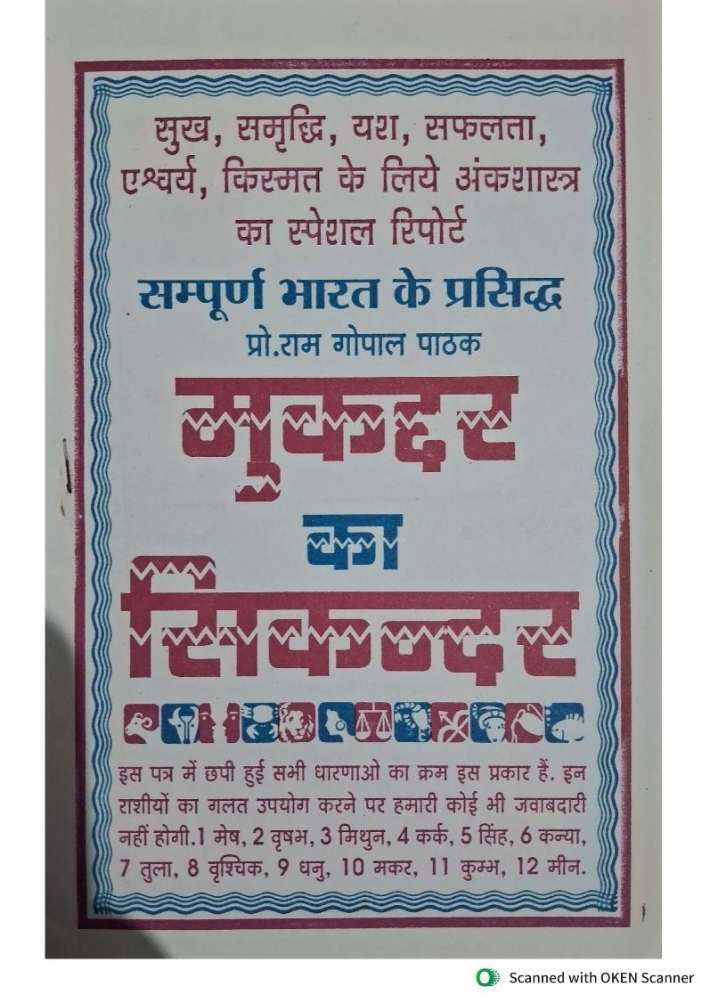 सुख, समृद्धि, यश, सफलता,
एश्वर्य, किस्मत के लिये अंकशास्त्र
का स्पेशल रिपोर्ट
सम्पूर्ण भारत के प्रसिद्ध
प्रो.राम गोपाल पाठक
मुकद्दर
का
सिकन्दर
इस पत्र में छपी हुई सभी धारणाओ का क्रम इस प्रकार हैं. इन
राशीयों का गलत उपयोग करने पर हमारी कोई भी जवाबदारी
नहीं होगी.1 मेष, 2 वृषभ, 3 मिथुन, 4 कर्क, 5 सिंह, 6 कन्या,
7 तुला, 8 वृश्चिक, 9 धनु, 10 मकर, 11 कुम्भ, 12 मीन.
Scanned with OKEN Scanner